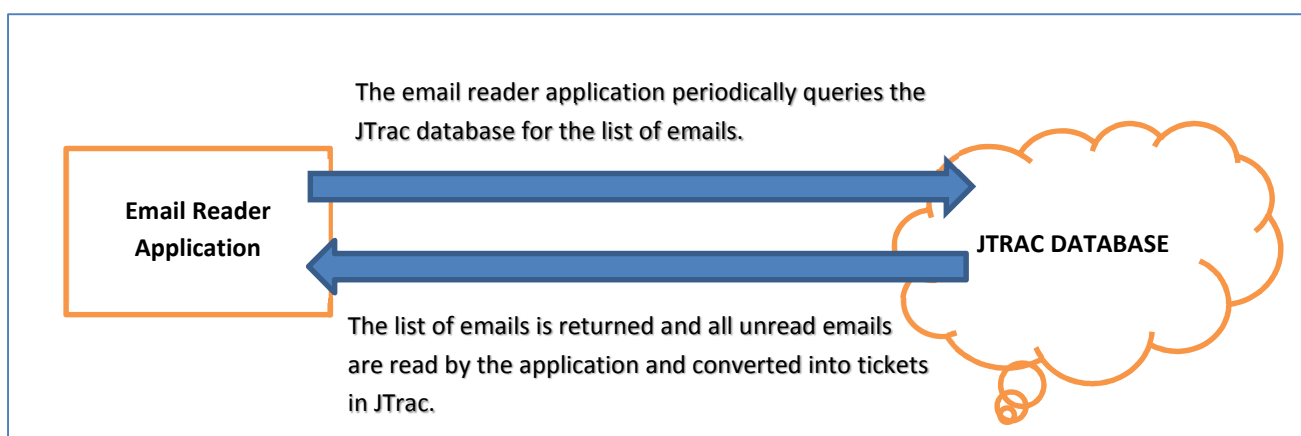 The email reader application periodically queries the
JTrac database for the list of emails.
Email Reader
Application
JTRAC DATABASE
The list of emails is returned and all unread emails
are read by the application and converted into tickets
in JTrac.